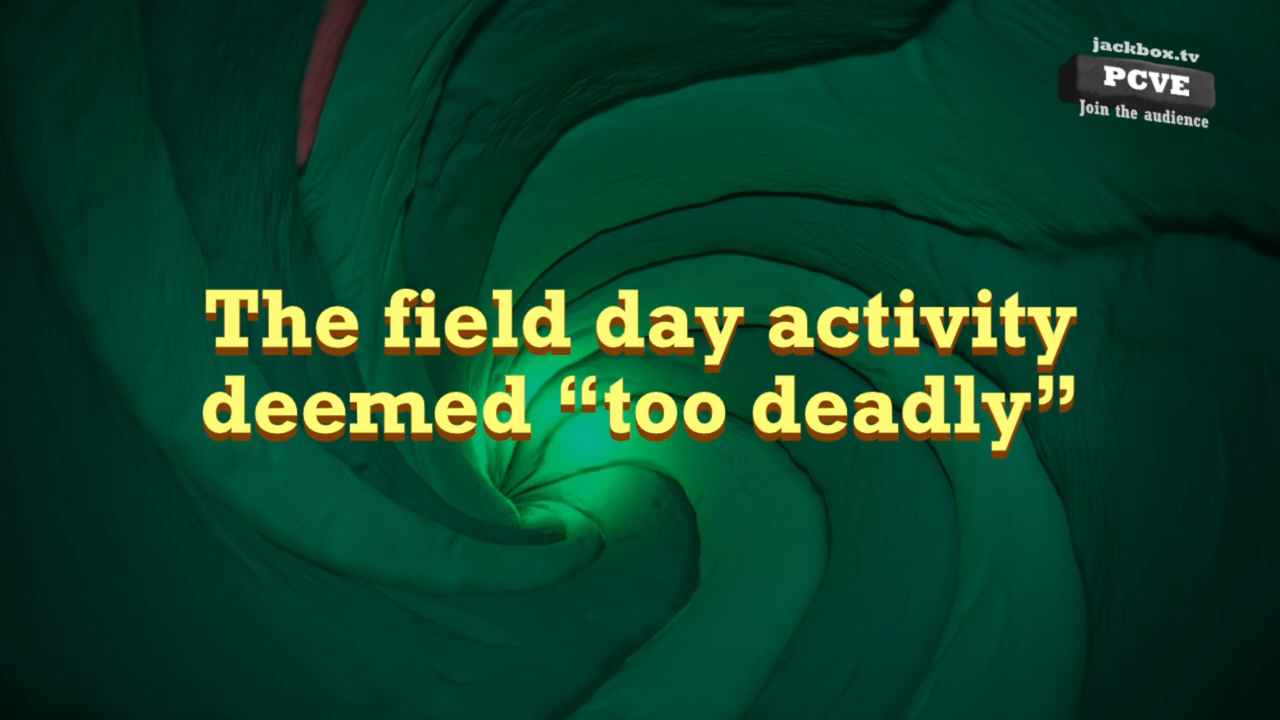 jackbox.tv
PCVE
Join the audience
The field day activity
deemed “too deadly”